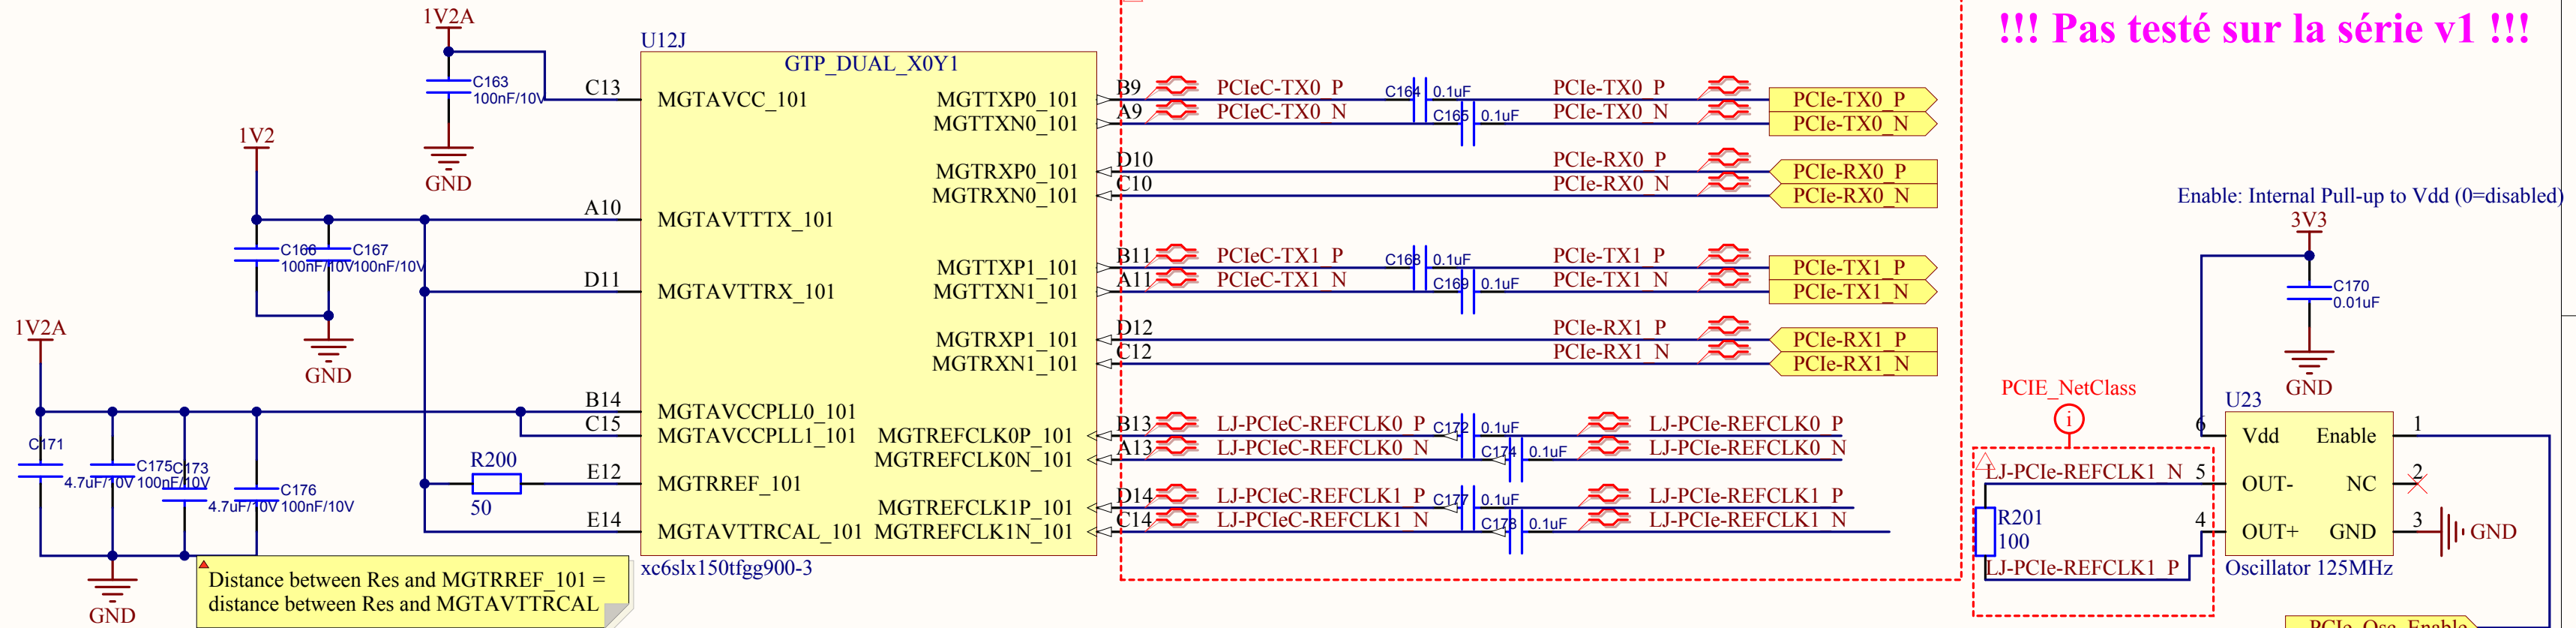 1V2A
C163
100nF/10V
GND
1V2
C166
100nF/10V
C167
100nF/10V
GND
1V2A
C171
4.7uF/10V
C175
100nF/10V
C173
4.7uF/10V
C176
100nF/10V
GND
R200
50
Distance between Res and MGTRREF_101 =
distance between Res and MGTAVTTRCAL
U12J
GTP_DUAL_X0Y1
C13 MGTAVCC_101
A10 MGTAVTTTX_101
D11 MGTAVTTRX_101
B14 MGTAVCCPLL0_101
C15 MGTAVCCPLL1_101
E12 MGTRREF_101
E14 MGTAVTTRCAL_101
xc6slx150tfgg900-3
MGTTXP0_101 B9 PCIeC-TX0_P C164 0.1uF PCIe-TX0_P PCIe-TX0_P
MGTTXN0_101 A9 PCIeC-TX0_N C165 0.1uF PCIe-TX0_N PCIe-TX0_N
MGTRXP0_101 D10 PCIe-RX0_P PCIe-RX0_P
MGTRXN0_101 C10 PCIe-RX0_N PCIe-RX0_N
MGTTXP1_101 B11 PCIeC-TX1_P C168 0.1uF PCIe-TX1_P PCIe-TX1_P
MGTTXN1_101 A11 PCIeC-TX1_N C169 0.1uF PCIe-TX1_N PCIe-TX1_N
MGTRXP1_101 D12 PCIe-RX1_P PCIe-RX1_P
MGTRXN1_101 C12 PCIe-RX1_N PCIe-RX1_N
MGTREFCLK0P_101 B13 LJ-PCIeC-REFCLK0_P C172 0.1uF LJ-PCIe-REFCLK0_P
MGTREFCLK0N_101 A13 LJ-PCIeC-REFCLK0_N C174 0.1uF LJ-PCIe-REFCLK0_N
MGTREFCLK1P_101 D14 LJ-PCIeC-REFCLK1_P C177 0.1uF LJ-PCIe-REFCLK1_P
MGTREFCLK1N_101 C14 LJ-PCIeC-REFCLK1_N C178 0.1uF LJ-PCIe-REFCLK1_N
!!! Pas testé sur la série v1 !!!
Enable: Internal Pull-up to Vdd (0=disabled)
3V3
C170
0.01uF
GND
PCIE_NetClass
i
U23
6 Vdd Enable 1
LJ-PCIe-REFCLK1_N 5 OUT- NC 2
R201
100
4 OUT+ GND 3 GND
LJ-PCIe-REFCLK1_P
Oscillator 125MHz
PCIe_Osc_Enable